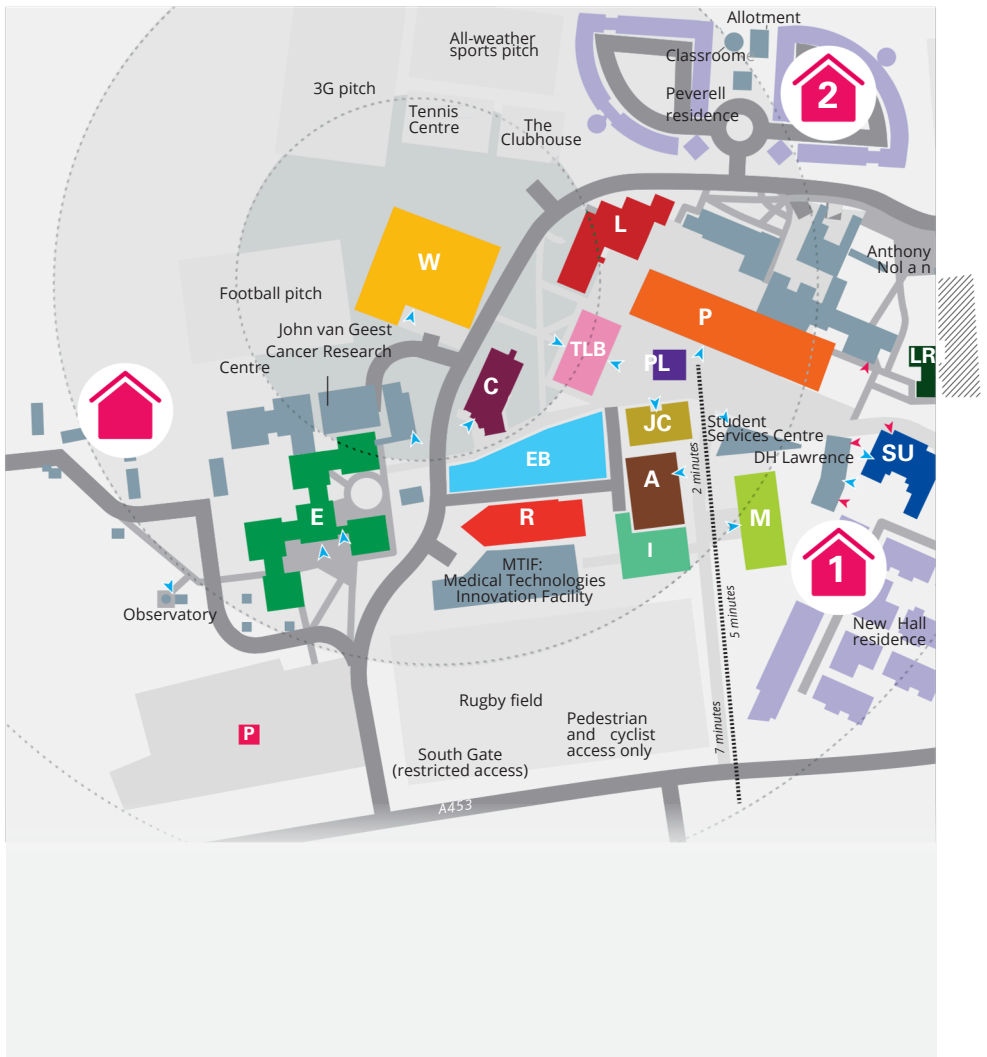 Allotment
All-weather
sports pitch
Classroom
2
3G pitch
Peverell
residence
Tennis
Centre
The
Clubhouse
L
Anthony
Nol a n
W
Football pitch
P
John van Geest
Cancer Research
Centre
TLB
PL
LR
C
JC
Student
Services Centre
DH Lawrence
SU
EB
2 minutes
A
E
R
M
I
MTIF:
Medical Technologies
Innovation Facility
1
Observatory
5 minutes
New Hall
residence
Rugby field
Pedestrian
and cyclist
access only
7 minutes
P
South Gate
(restricted access)
A453